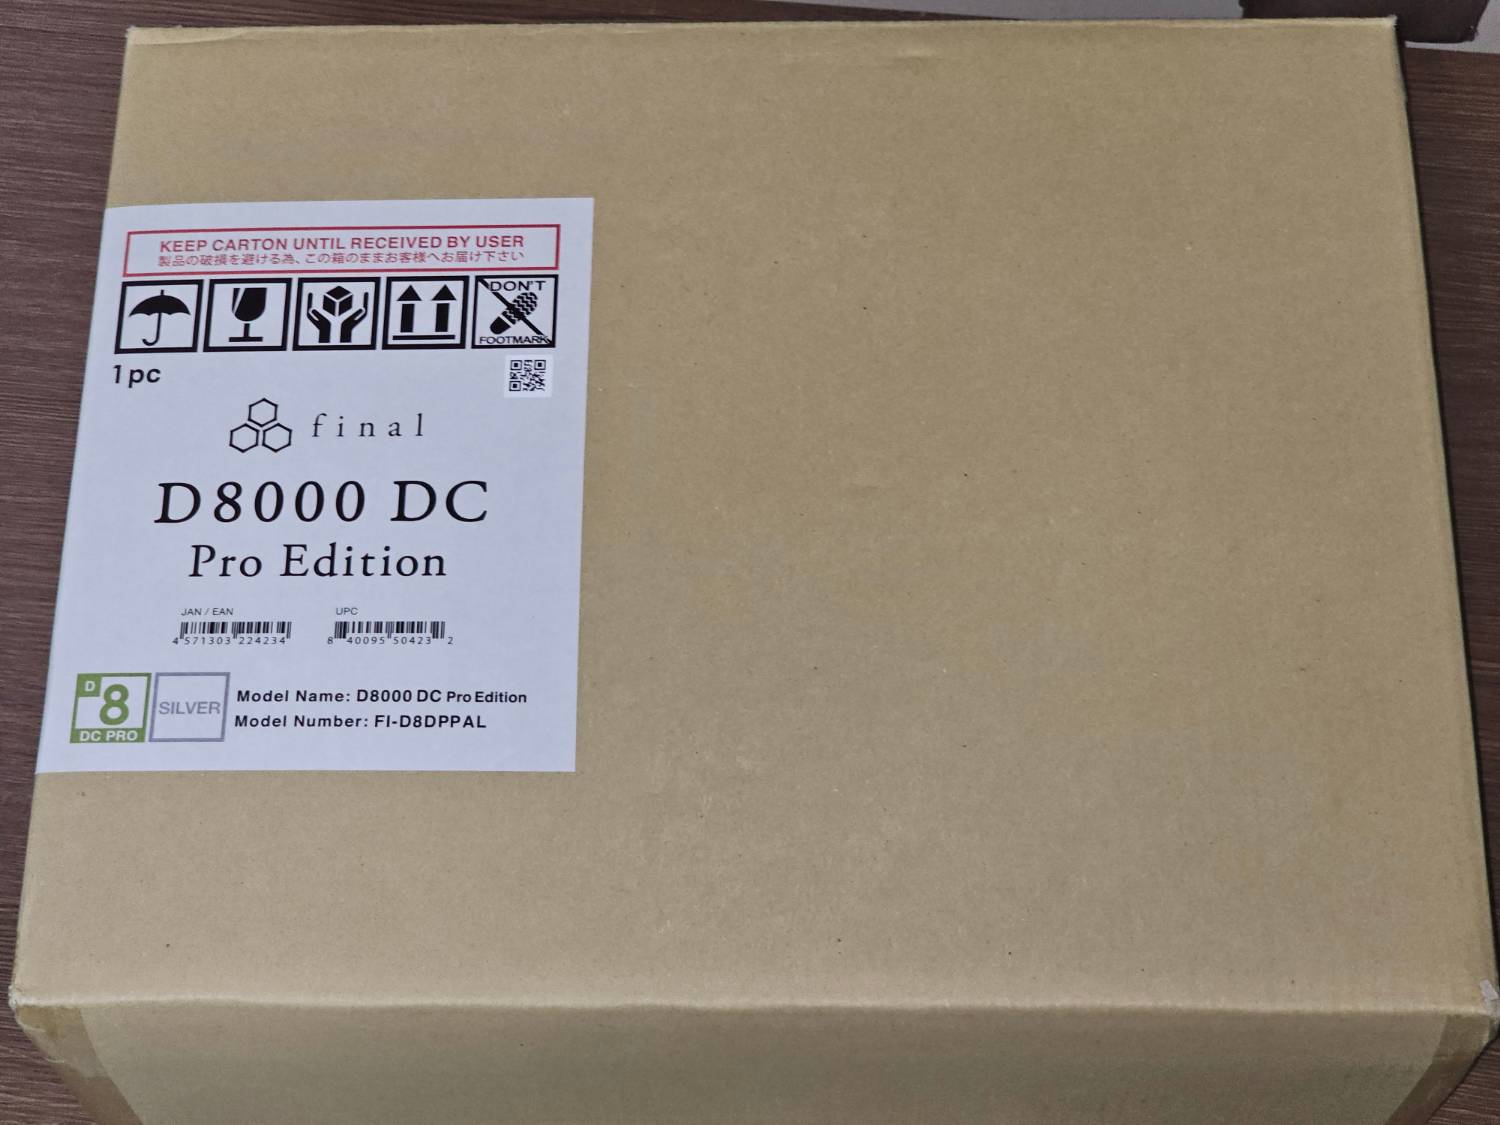 KEEP CARTON UNTIL RECEIVED BY USER
製品の破損を避ける為、この箱のままお客様へお届け下さい
DON'T
FOOTMARK
1 pc
final
D8000 DC
Pro Edition
JAN / EAN
UPC
4 571303 224234
8 40095 50423 2
D
8
DC PRO
SILVER
Model Name: D8000 DC Pro Edition
Model Number: FI-D8DPPAL